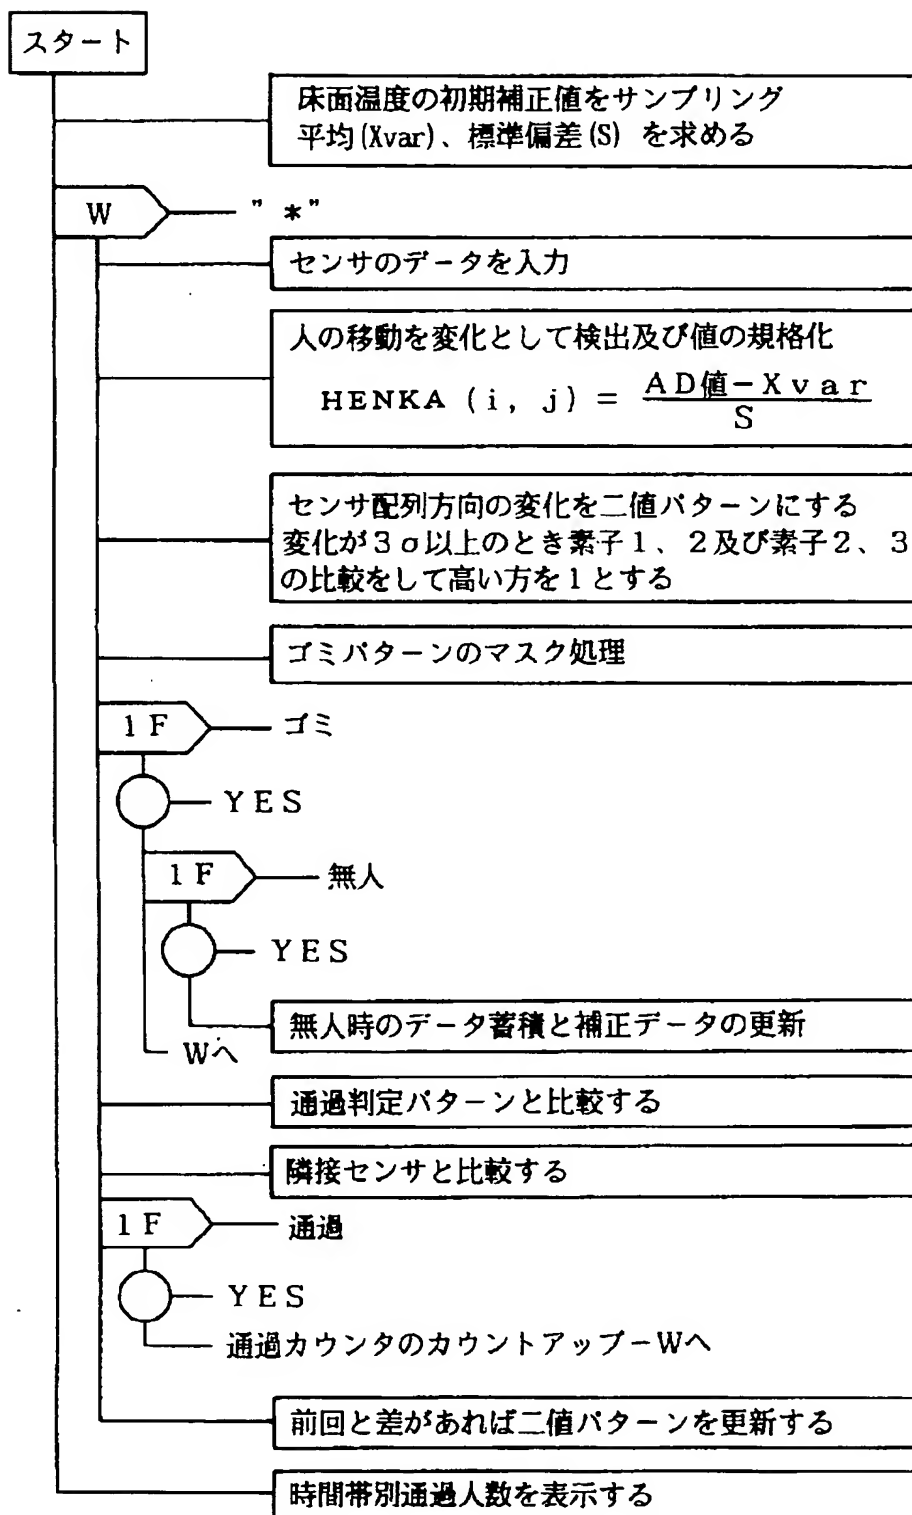 スタート
床面温度の初期補正値をサンプリング
平均(Xvar)、標準偏差(S) を求める
W
" * "
センサのデータを入力
人の移動を変化として検出及び値の規格化
HENKA (i, j) = AD値-Xvar
S
センサ配列方向の変化を二値パターンにする
変化が3σ以上のとき素子1、2及び素子2、3
の比較をして高い方を1とする
ゴミパターンのマスク処理
1F
ゴミ
YES
1F
無人
YES
無人時のデータ蓄積と補正データの更新
Wへ
通過判定パターンと比較する
隣接センサと比較する
1F
通過
YES
通過カウンタのカウントアップ-Wへ
前回と差があれば二値パターンを更新する
時間帯別通過人数を表示する